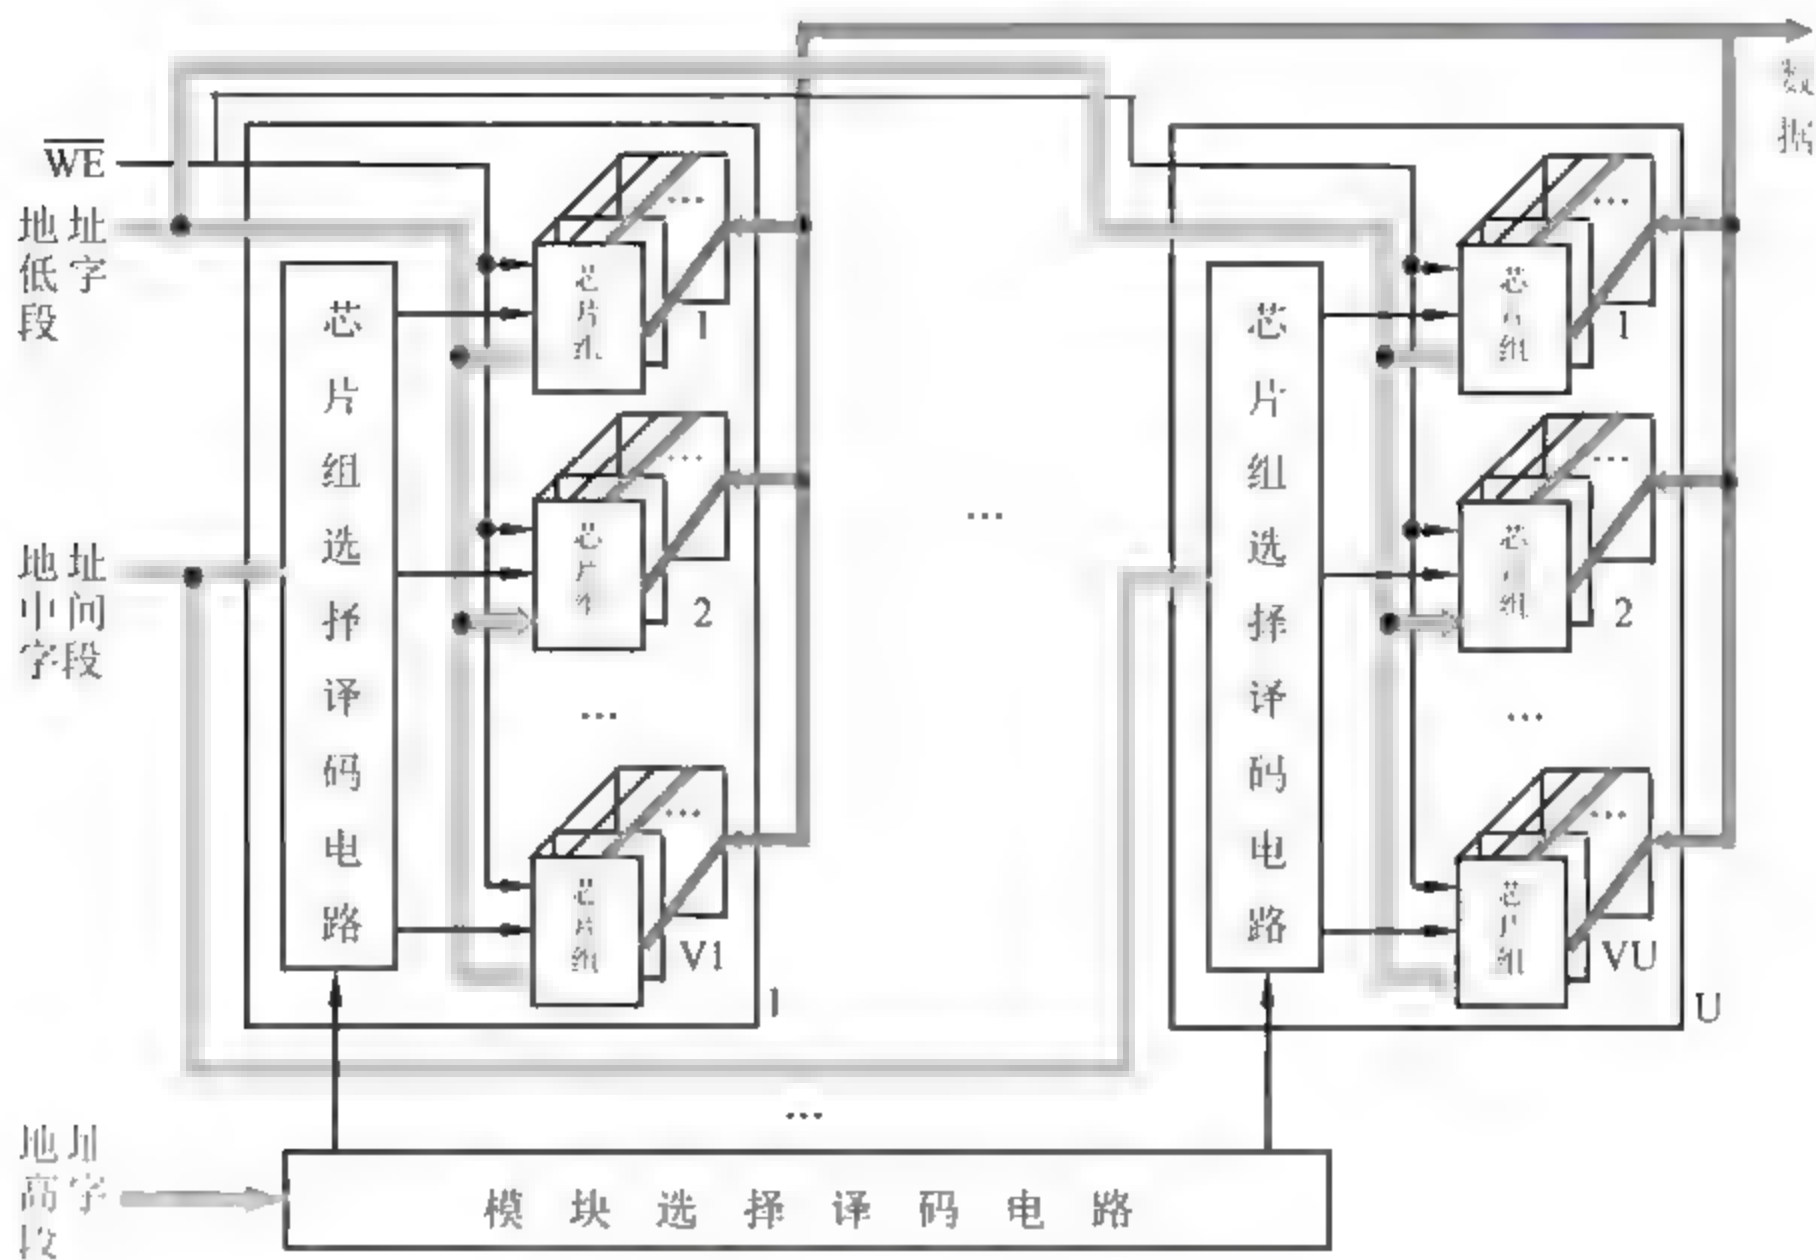 数
据
WE
地址
低字
段
芯片组选择译码电路
芯片组
1
芯片组
2
...
芯片组
V1
1
地址
中间
字段
...
芯片组选择译码电路
芯片组
1
芯片组
2
...
芯片组
VU
U
...
地址
高字
段
模块选择译码电路